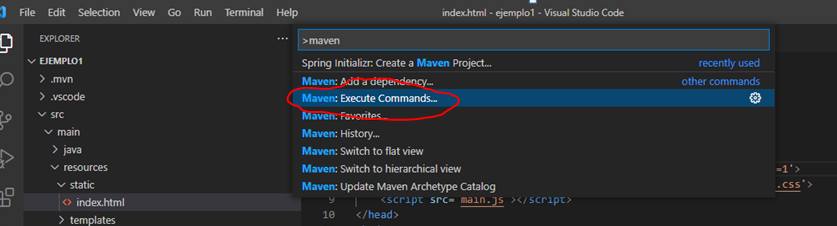 File Edit Selection View Go Run Terminal Help index.html - ejemplo1 - Visual Studio Code
EXPLORER
>maven
EJEMPLO1
.mvn
.vscode
src
main
java
resources
static
index.html
templates
Spring Initializr: Create a Maven Project... recently used
Maven: Add a dependency... other commands
Maven: Execute Commands...
Maven: Favorites...
Maven: History...
Maven: Switch to flat view
Maven: Switch to hierarchical view
Maven: Update Maven Archetype Catalog
=1'>
.css'>
9 <script src='main.js'></script>
10 </head>